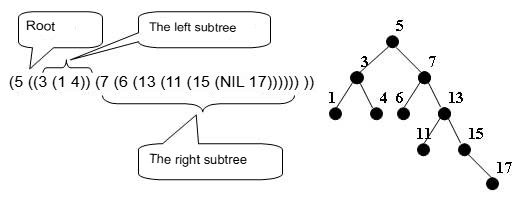 Root
The left subtree
(5 ((3 (1 4)) (7 (6 (13 (11 (15 (NIL 17)))))) ))
The right subtree
5
3 7
1 4 6 13
11 15
17